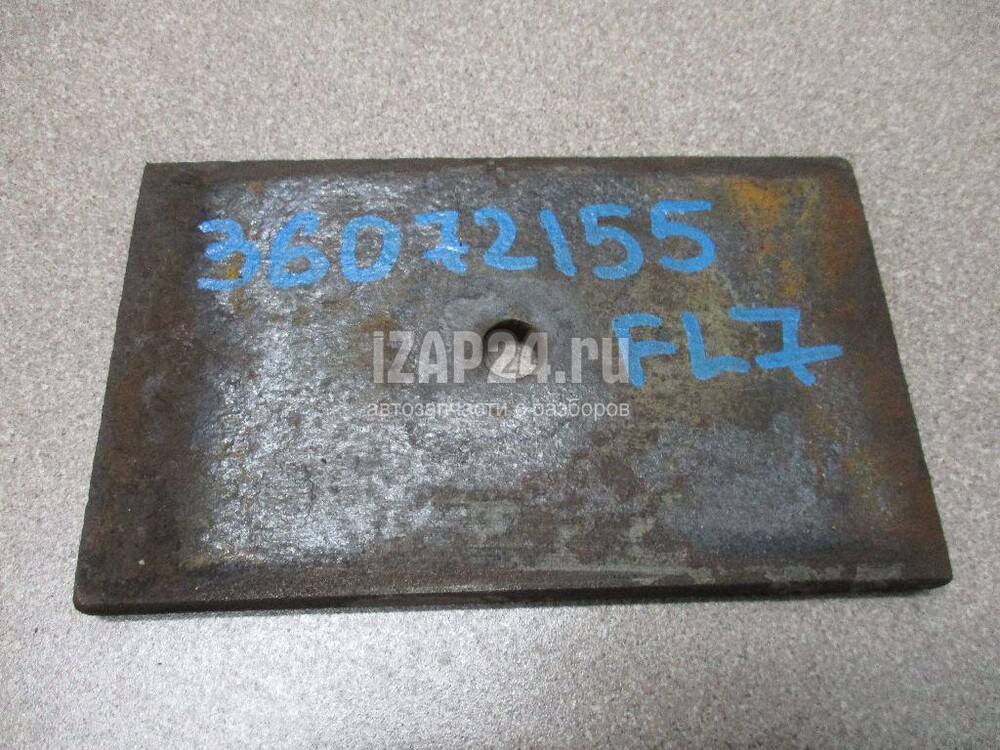 36072155
FL7
iZAP24.ru
автозапчасти с разборов